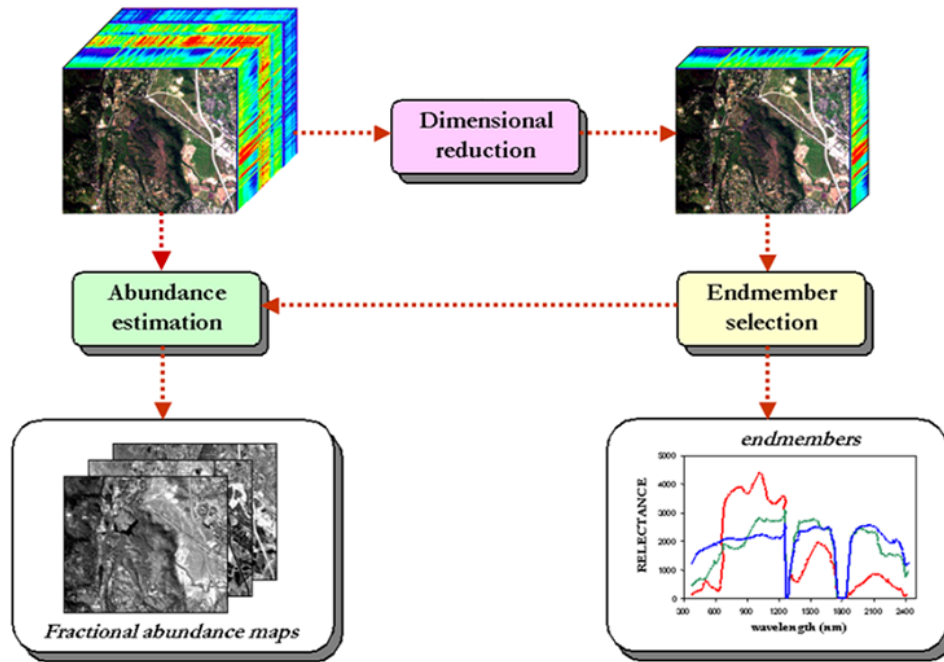 Dimensional
reduction
Abundance
estimation
Endmember
selection
Fractional abundance maps
endmembers
RELECTANCE
5000
4000
3000
2000
1000
0
300 600 900 1200 1500 1800 2100 2400
wavelength (nm)